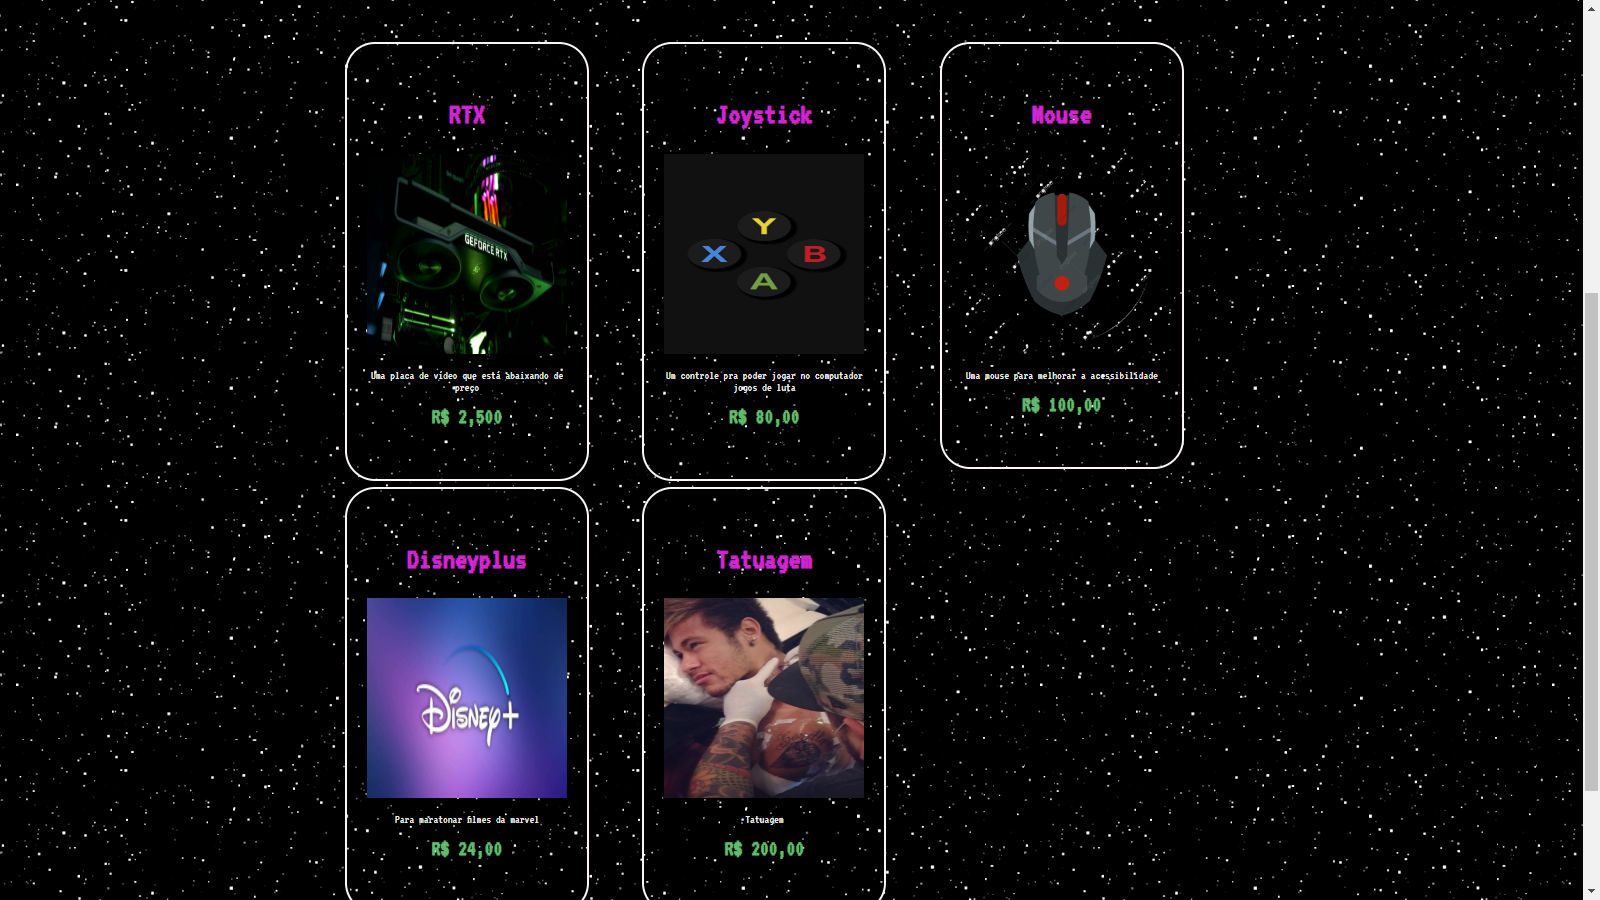 RTX
GEFORCE RTX
Uma placa de vídeo que está abaixando de
preço
R$ 2,500
Joystick
Y
X
B
A
Um controle pra poder jogar no computador
jogos de luta
R$ 80,00
Mouse
Uma mouse para melhorar a acessibilidade
R$ 100,00
Disneyplus
Disney+
Para maratonar filmes da marvel
R$ 24,00
Tatuagem
Tatuagem
R$ 200,00